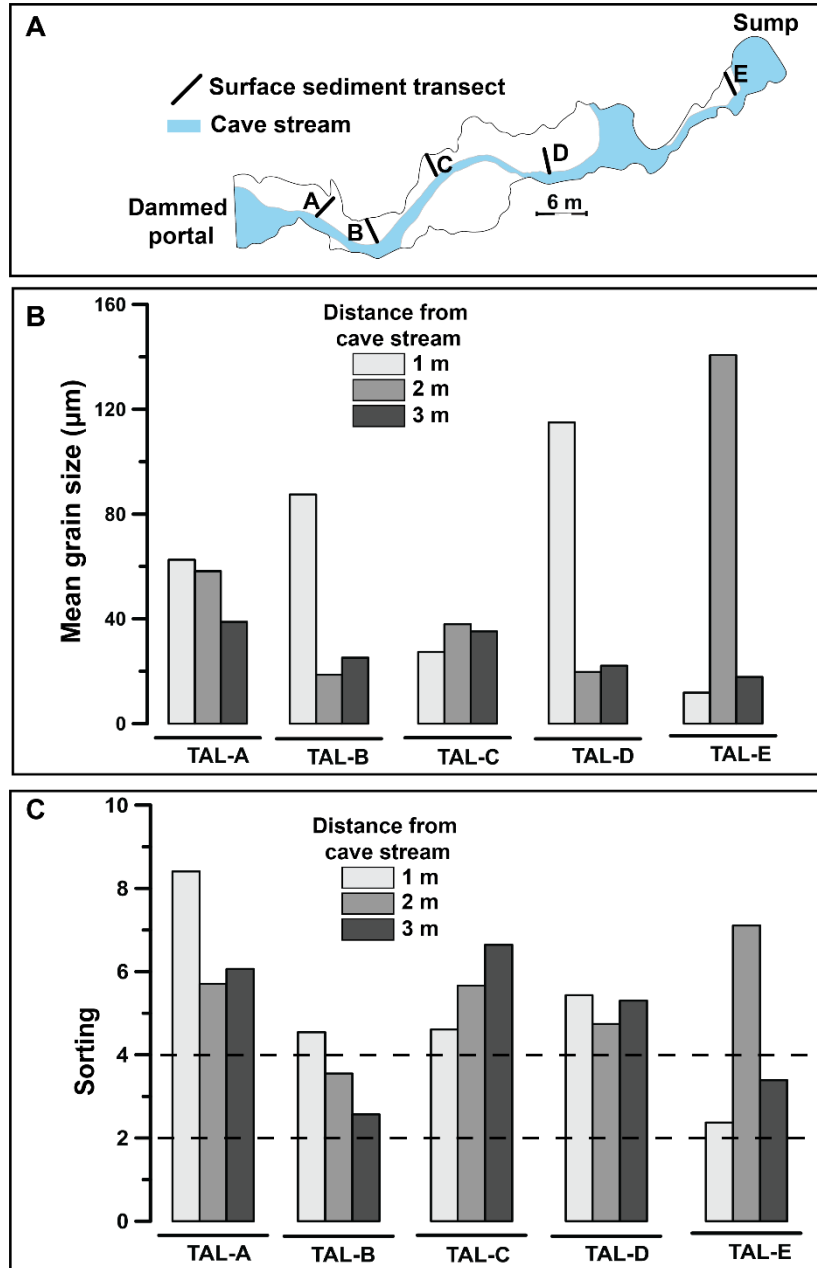 A
Sump
E
Surface sediment transect
Cave stream
C
D
A
6 m
Dammed
portal
B
B
160
120
80
40
0
Mean grain size (µm)
Distance from
cave stream
1 m
2 m
3 m
TAL-A
TAL-B
TAL-C
TAL-D
TAL-E
C
10
8
6
4
2
0
Sorting
Distance from
cave stream
1 m
2 m
3 m
TAL-A
TAL-B
TAL-C
TAL-D
TAL-E